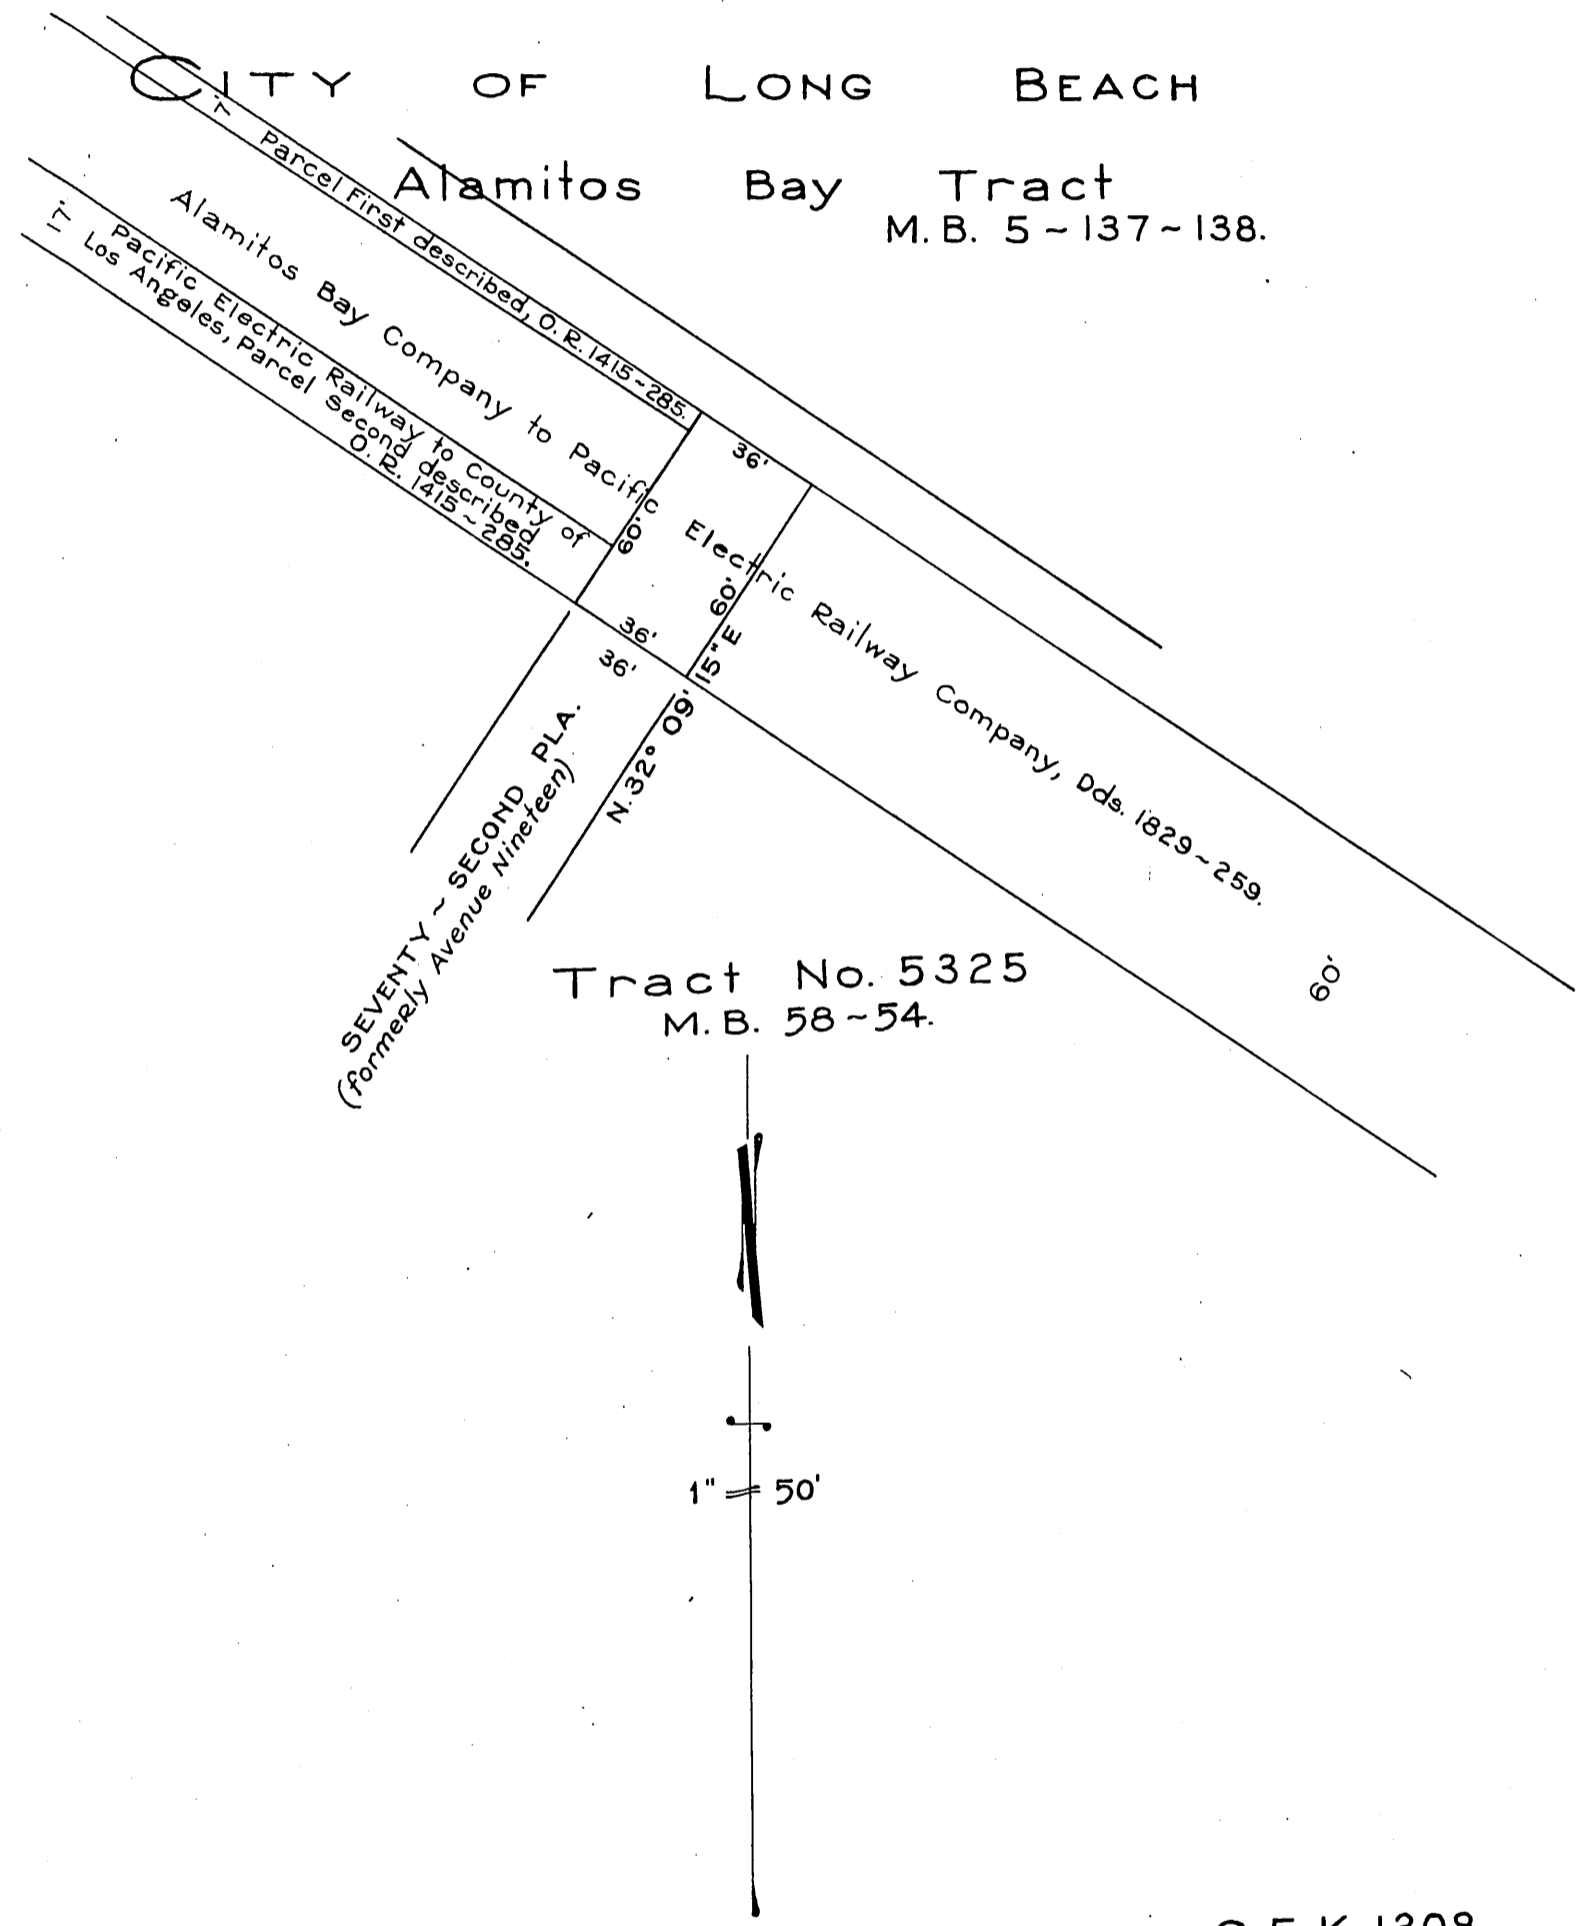 CITY OF LONG BEACH
Alamitos Bay Tract
M.B. 5~137~138.
7' Parcel First described, O.R. 1415~285.
Alamitos Bay Company to Pacific Electric Railway Company, Dds. 1829~259.
17' Pacific Electric Railway to County of
Los Angeles, Parcel Second described
O.R. 1415~285.
36'
60'
60'
36'
36'
N. 32° 09' 15" E
60'
SEVENTY~SECOND PLA.
(formerly Avenue Nineteen)
Tract No. 5325
M.B. 58~54.
N
1" = 50'